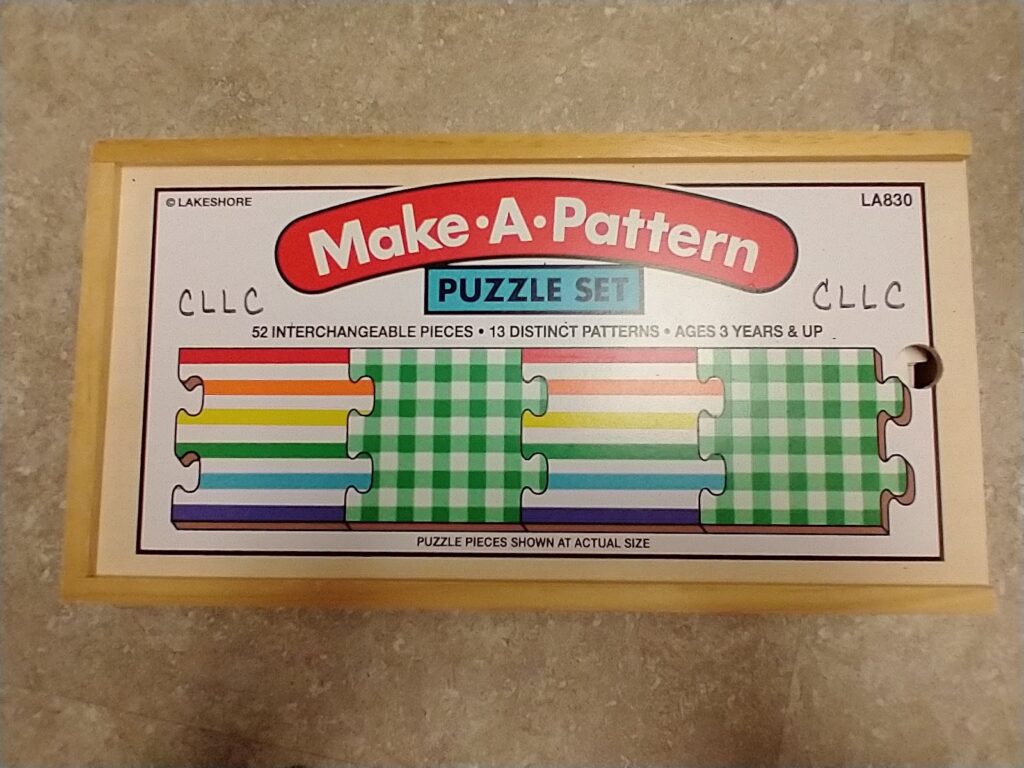 © LAKESHORE
LA830
Make·A·Pattern
PUZZLE SET
CLLC
CLLC
52 INTERCHANGEABLE PIECES • 13 DISTINCT PATTERNS • AGES 3 YEARS & UP
PUZZLE PIECES SHOWN AT ACTUAL SIZE